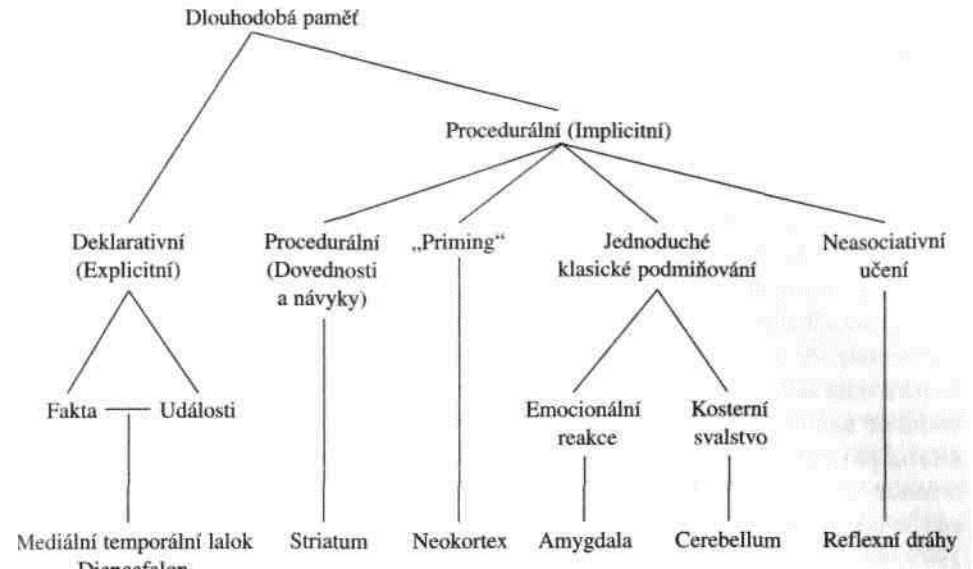 Dlouhodobá paměť
Procedurální (Implicitní)
Deklarativní
(Explicitní)
Procedurální
(Dovednosti
a návyky)
„Priming“
Jednoduché
klasické podmiňování
Neasociativní
učení
Fakta
Události
Emocionální
reakce
Kosterní
svalstvo
Mediální temporální lalok
Diencefalon
Striatum
Neokortex
Amygdala
Cerebellum
Reflexní dráhy